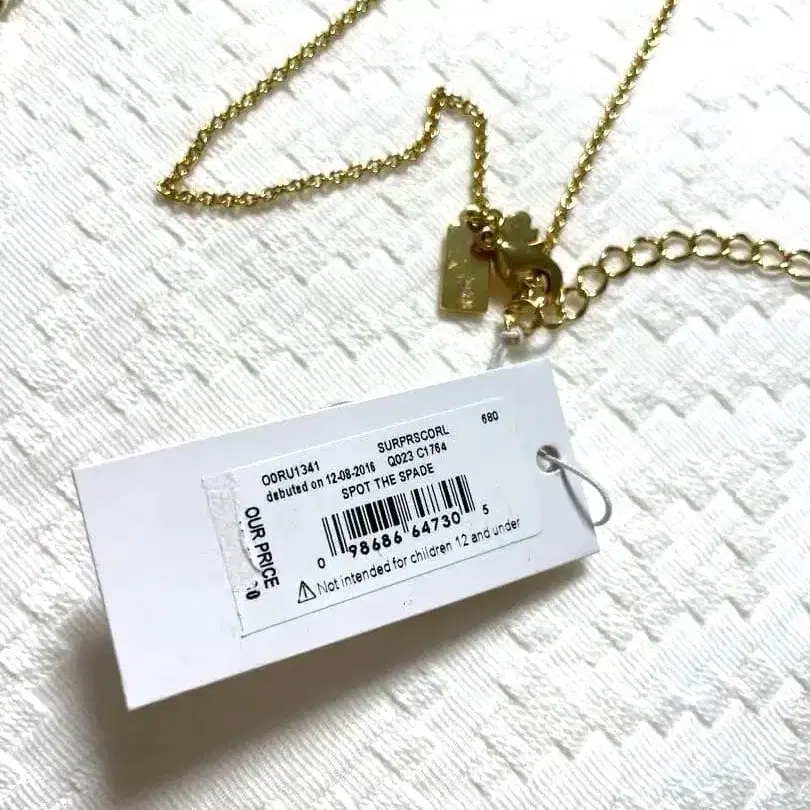 SURPRSCORL 680
O0RU1341 Q023 C1764
debuted on 12-08-2016
SPOT THE SPADE
0 98686 64730 5
⚠ Not intended for children 12 and under
OUR PRICE